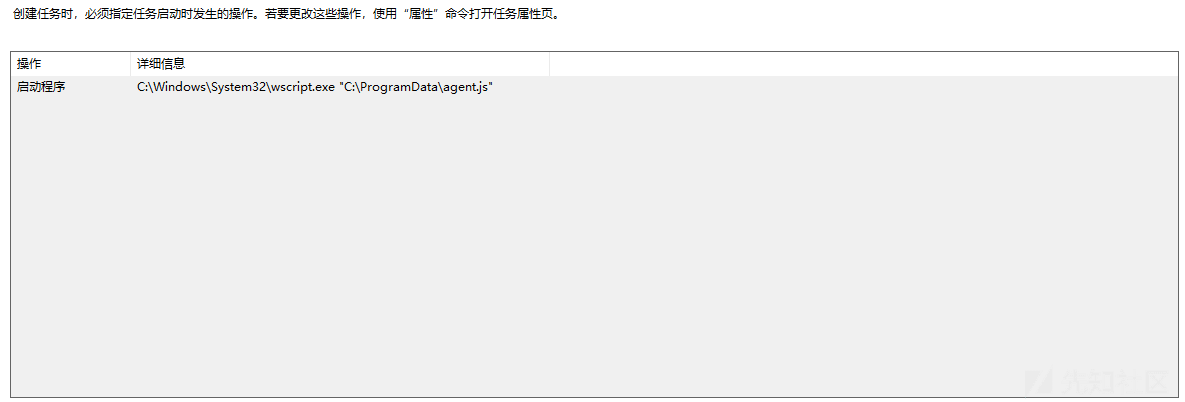 创建任务时，必须指定任务启动时发生的操作。若要更改这些操作，使用“属性”命令打开任务属性页。
操作 详细信息
启动程序 C:\Windows\System32\wscript.exe "C:\ProgramData\agent.js"
先知社区